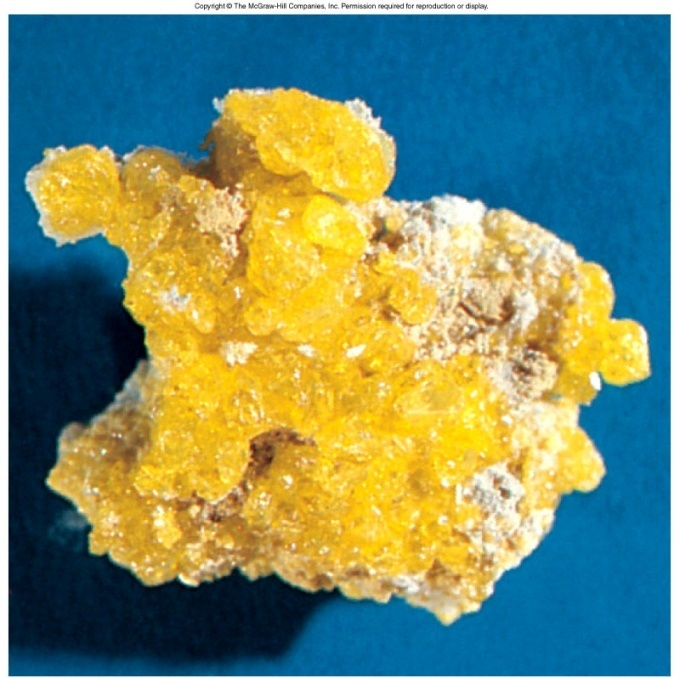 Copyright © The McGraw-Hill Companies, Inc. Permission required for reproduction or display.